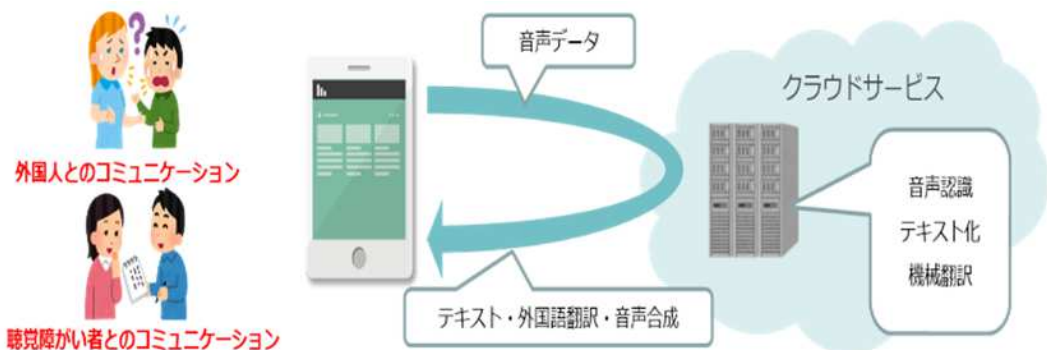 外国人とのコミュニケーション
聴覚障がい者とのコミュニケーション
音声データ
テキスト・外国語翻訳・音声合成
クラウドサービス
音声認識
テキスト化
機械翻訳